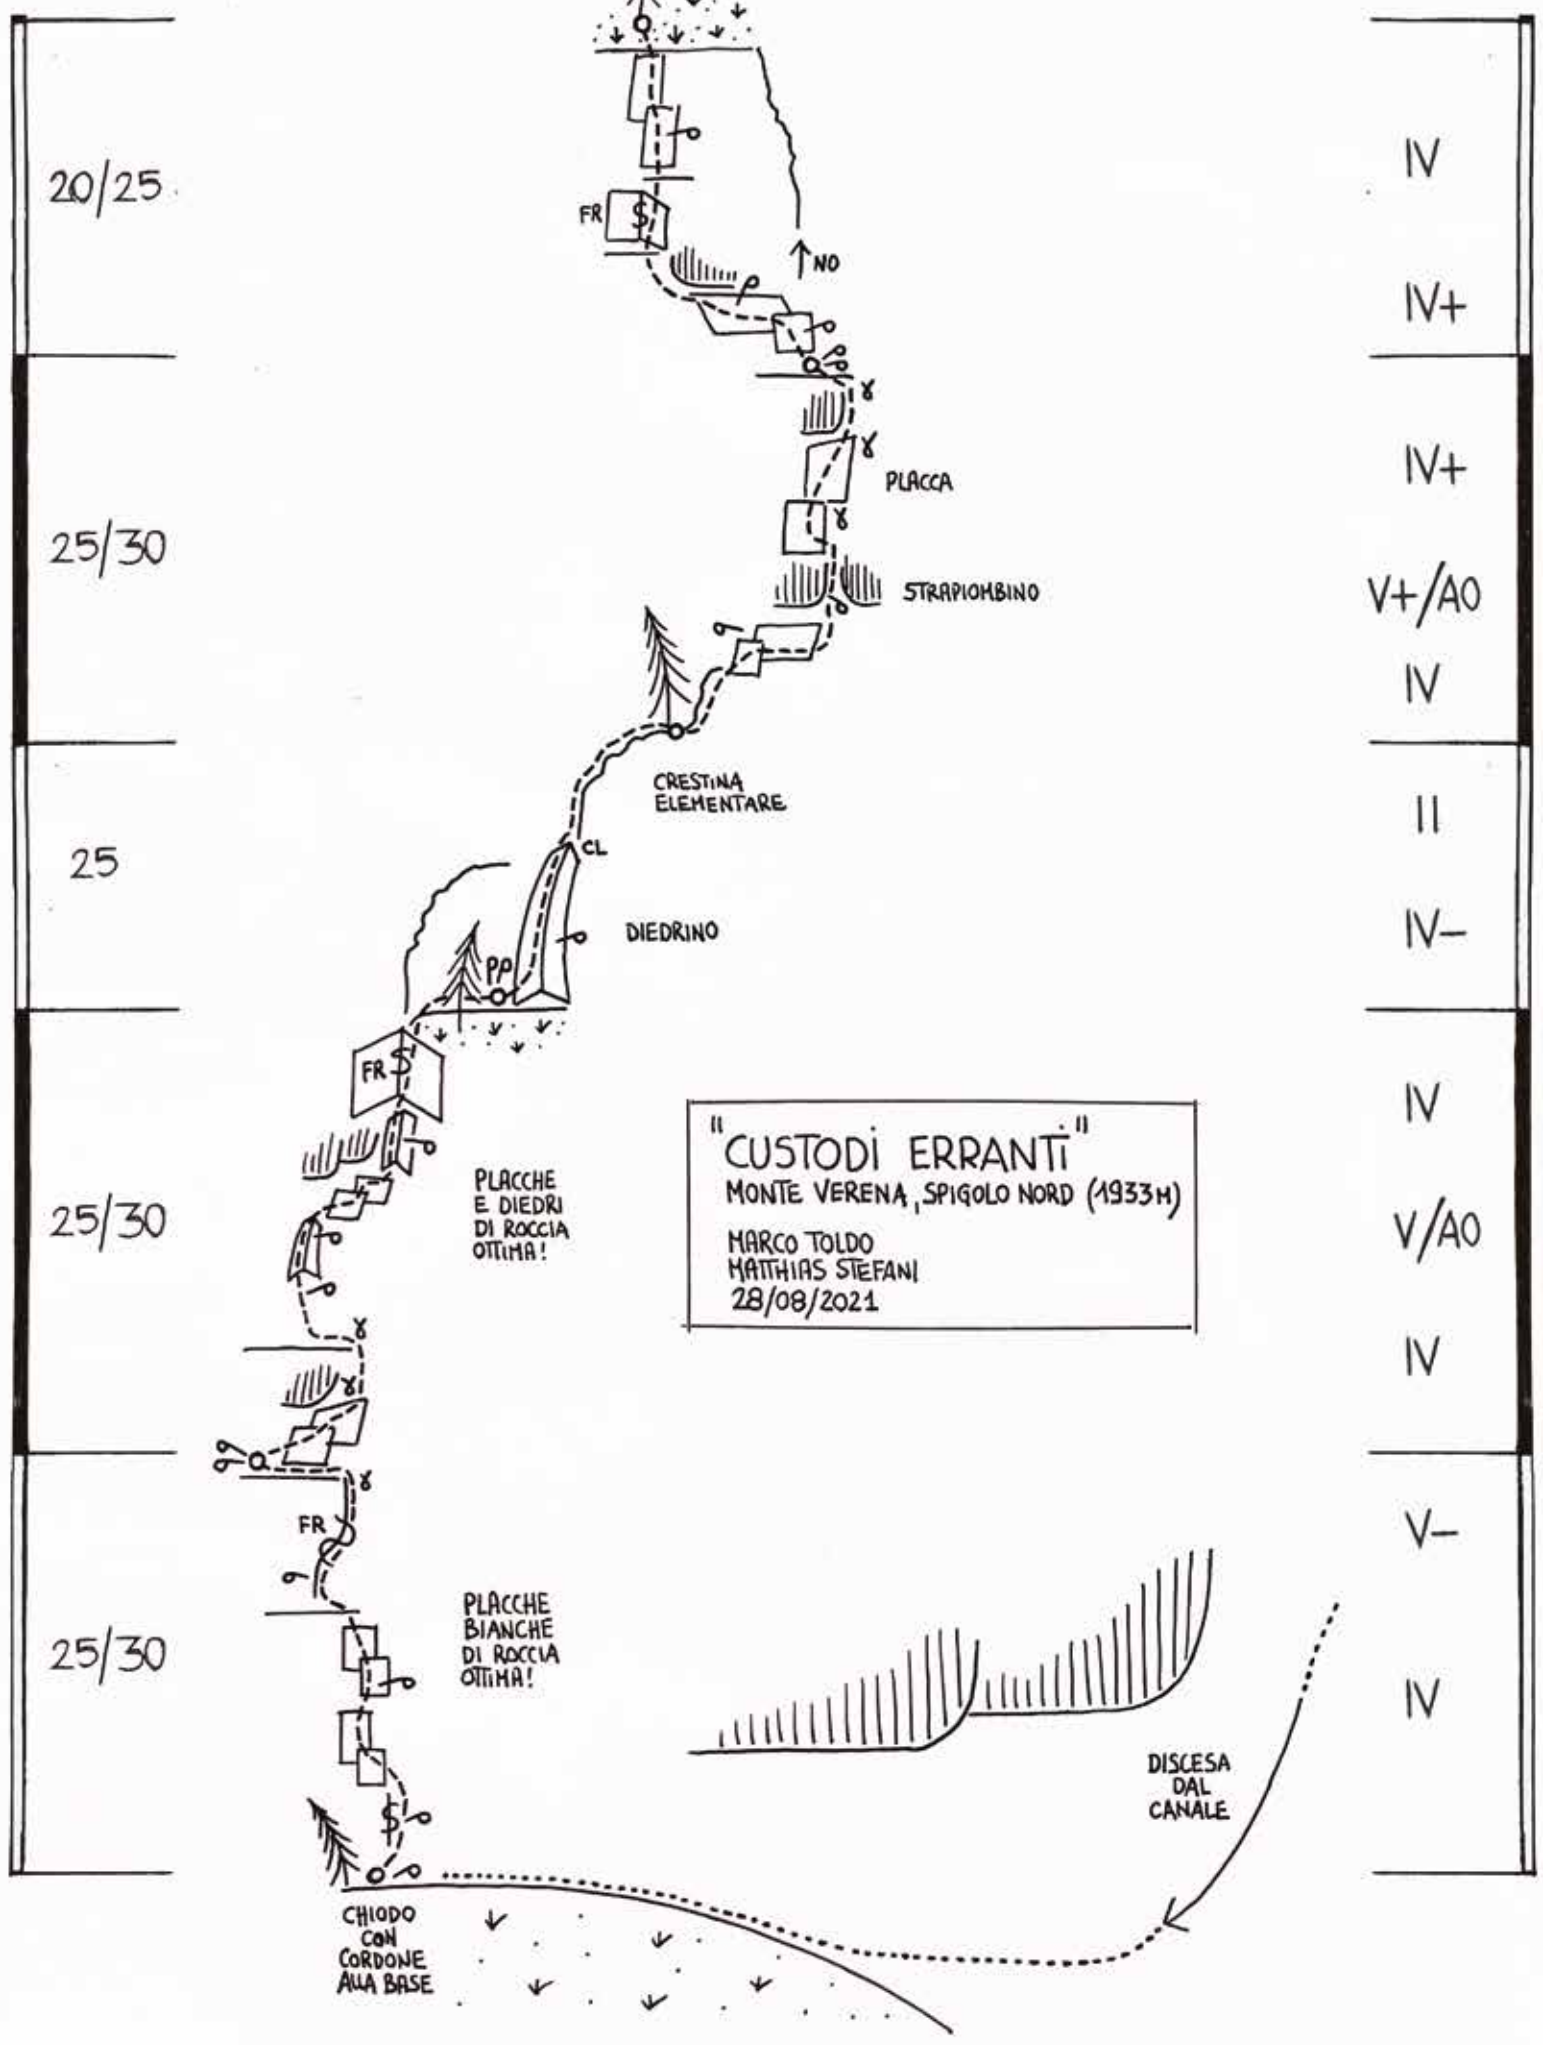 20/25
IV
FR
NO
IV+
IV+
PLACCA
25/30
V+/A0
STRAPIOMBINO
IV
CRESTINA
ELEMENTARE
II
CL
25
IV-
DIEDRINO
PP
FR
IV
"CUSTODI ERRANTI"
MONTE VERENA, SPIGOLO NORD (1933M)
MARCO TOLDO
MATTHIAS STEFANI
28/08/2021
PLACCHE
E DIEDRI
DI ROCCIA
OTTIMA!
25/30
V/A0
IV
FR
V-
PLACCHE
BIANCHE
DI ROCCIA
OTTIMA!
25/30
IV
DISCESA
DAL
CANALE
CHIODO
CON
CORDONE
ALLA BASE